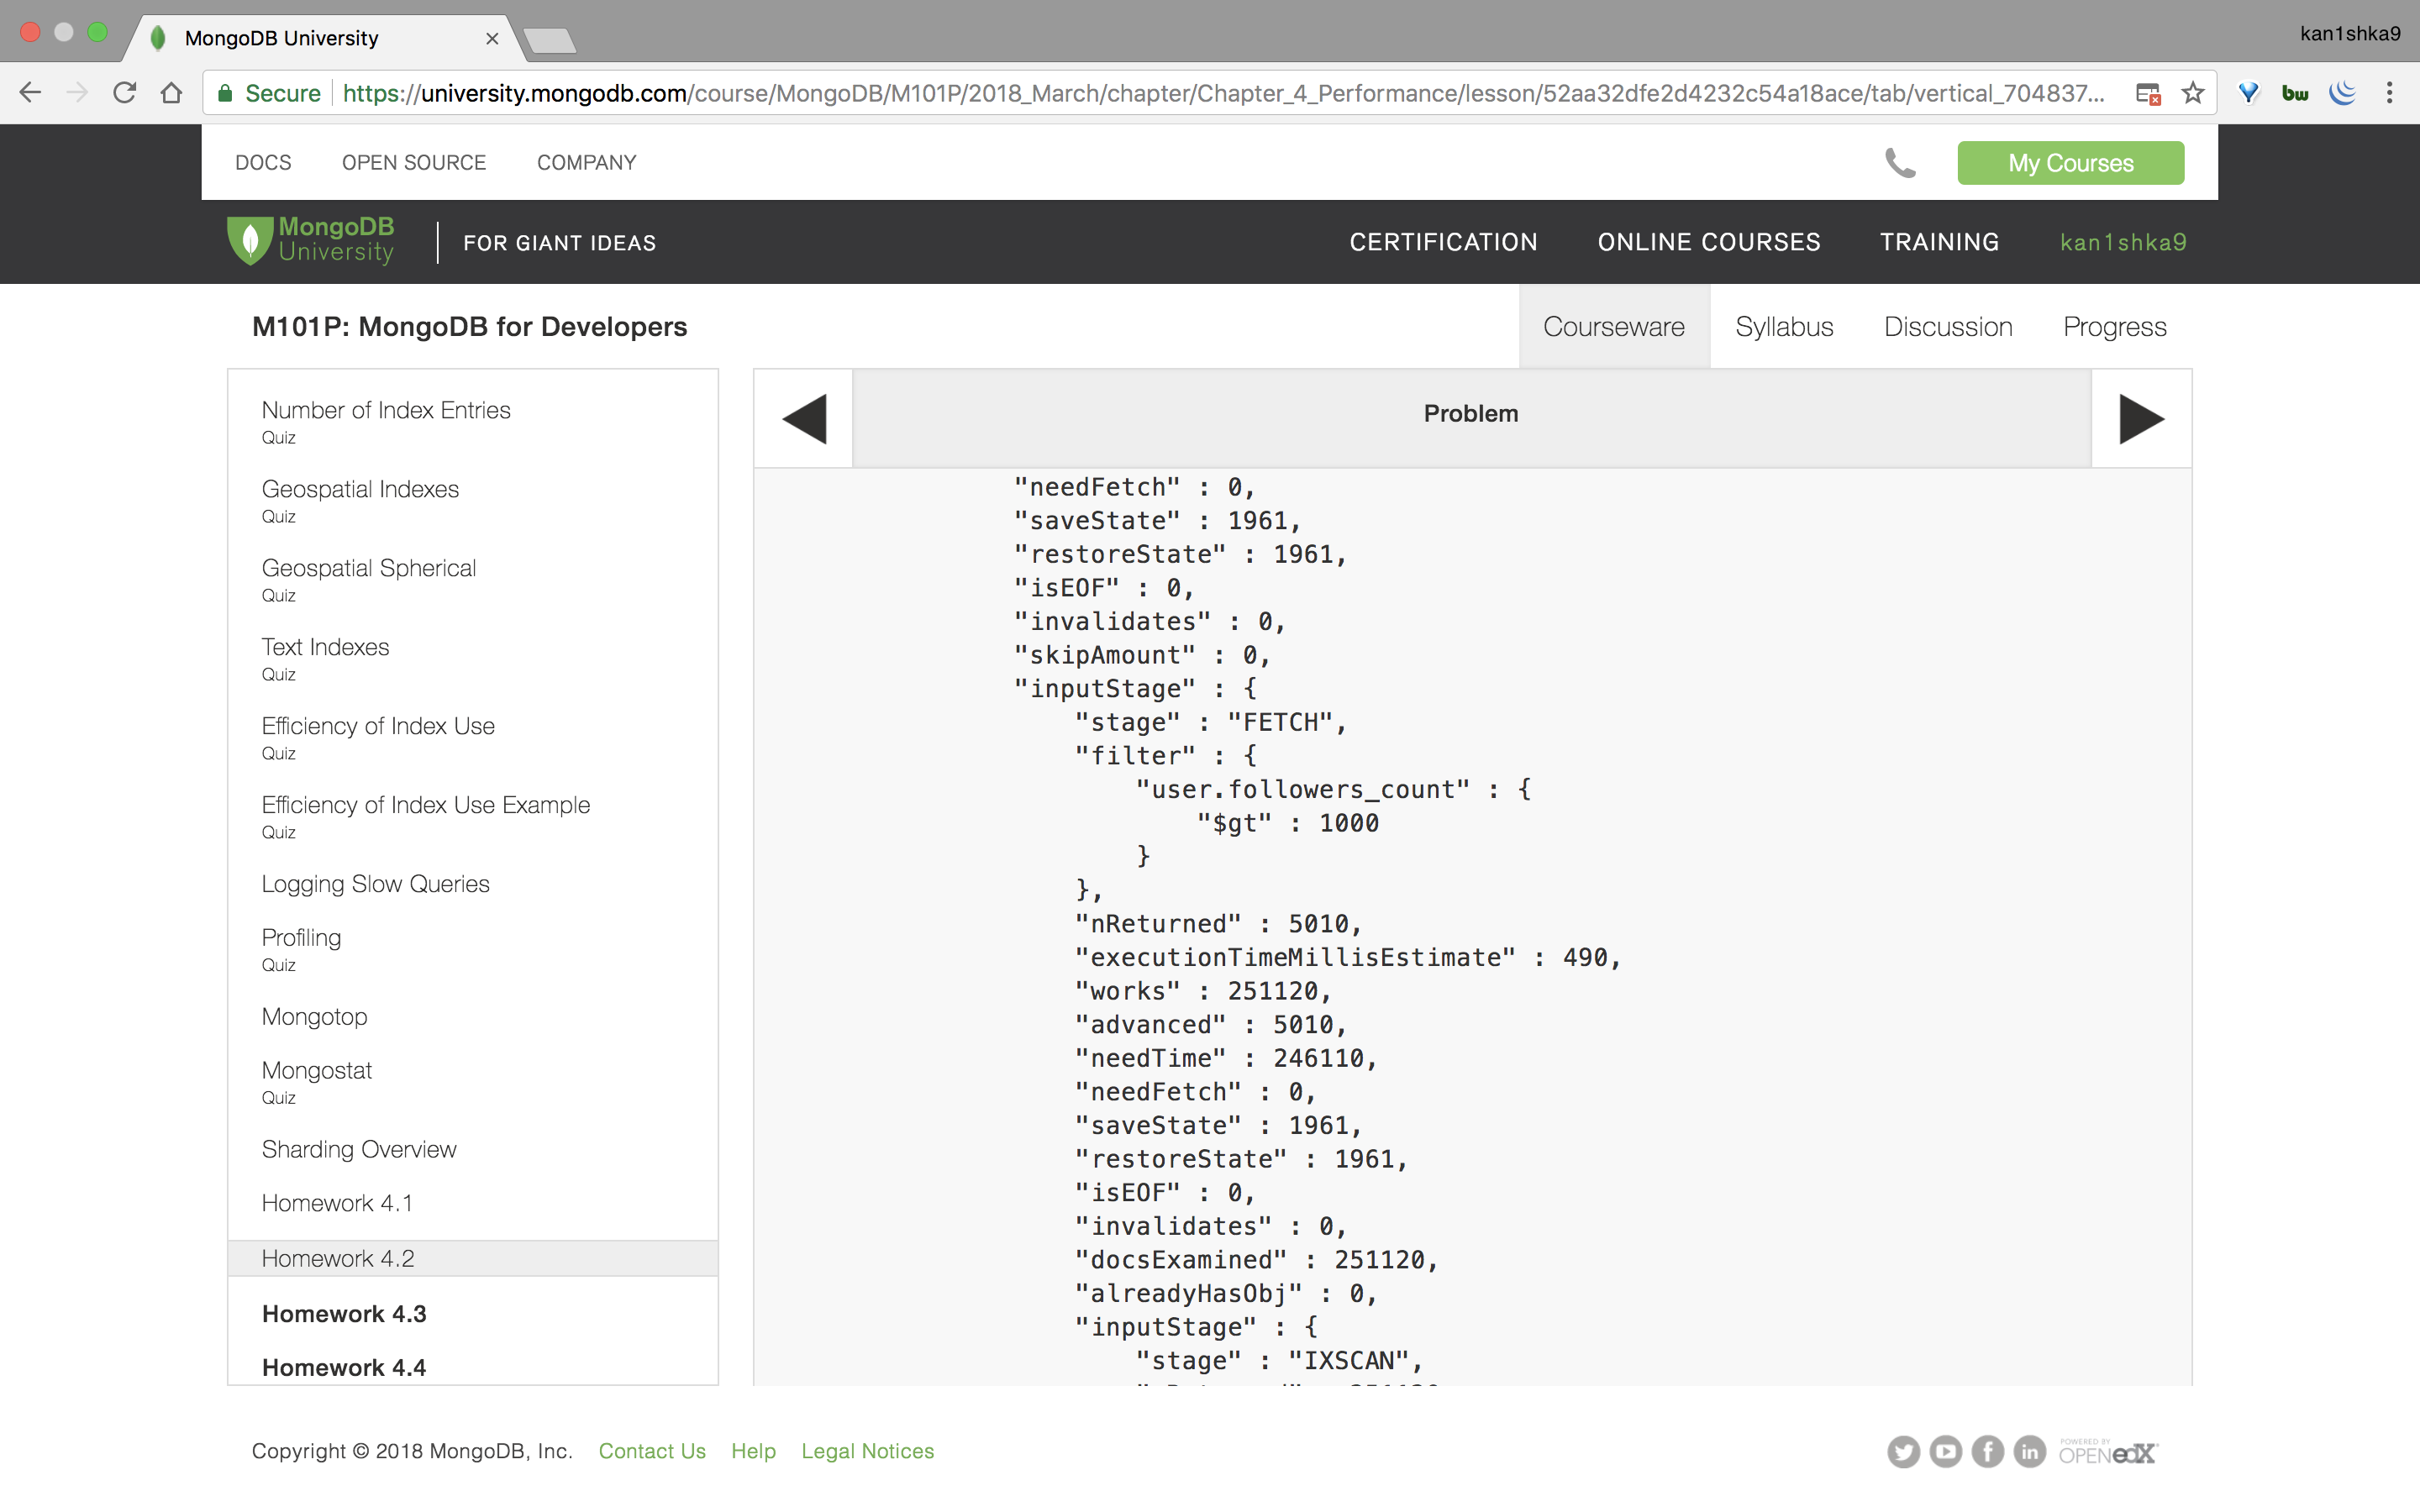 MongoDB University
kan1shka9
Secure https://university.mongodb.com/course/MongoDB/M101P/2018_March/chapter/Chapter_4_Performance/lesson/52aa32dfe2d4232c54a18ace/tab/vertical_704837...
bw
DOCS OPEN SOURCE COMPANY
My Courses
MongoDB University
FOR GIANT IDEAS
CERTIFICATION ONLINE COURSES TRAINING kan1shka9
M101P: MongoDB for Developers
Courseware Syllabus Discussion Progress
Number of Index Entries
Quiz
Geospatial Indexes
Quiz
Geospatial Spherical
Quiz
Text Indexes
Quiz
Efficiency of Index Use
Quiz
Efficiency of Index Use Example
Quiz
Logging Slow Queries
Profiling
Quiz
Mongotop
Mongostat
Quiz
Sharding Overview
Homework 4.1
Homework 4.2
Homework 4.3
Homework 4.4
Problem
"needFetch" : 0,
"saveState" : 1961,
"restoreState" : 1961,
"isEOF" : 0,
"invalidates" : 0,
"skipAmount" : 0,
"inputStage" : {
"stage" : "FETCH",
"filter" : {
"user.followers_count" : {
"$gt" : 1000
}
},
"nReturned" : 5010,
"executionTimeMillisEstimate" : 490,
"works" : 251120,
"advanced" : 5010,
"needTime" : 246110,
"needFetch" : 0,
"saveState" : 1961,
"restoreState" : 1961,
"isEOF" : 0,
"invalidates" : 0,
"docsExamined" : 251120,
"alreadyHasObj" : 0,
"inputStage" : {
"stage" : "IXSCAN",
Copyright © 2018 MongoDB, Inc. Contact Us Help Legal Notices
POWERED BY
OPEN edX